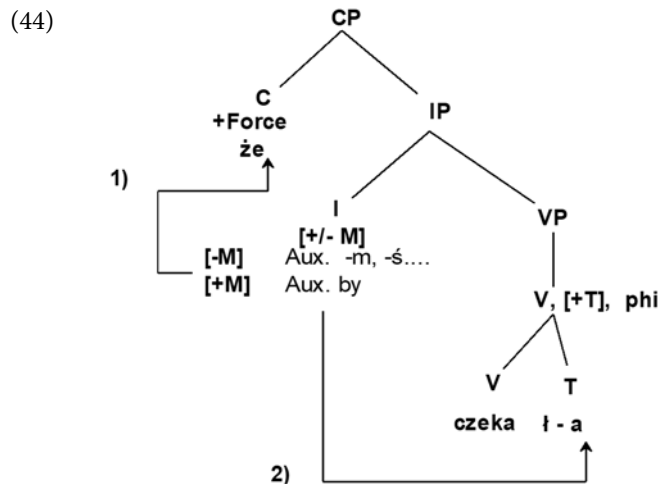 (44)
CP
C
+Force
że
IP
1)
I
[+/- M]
VP
[-M] Aux. -m, -ś....
[+M] Aux. by
V, [+T], phi
V T
czeka ł - a
2)